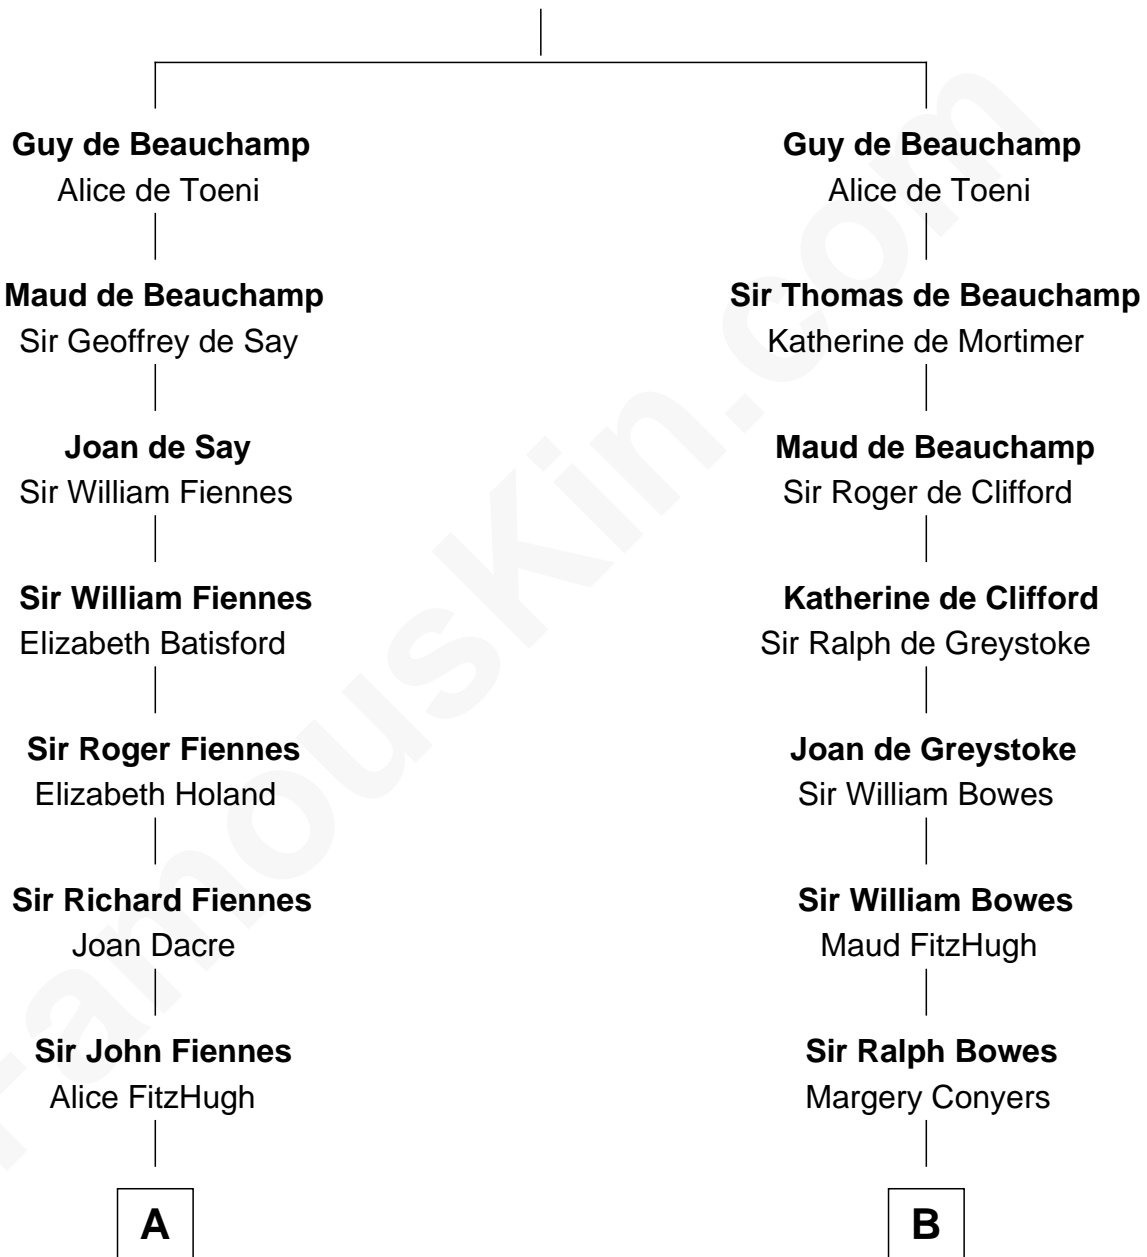 Guy de Beauchamp
Alice de Toeni
Maud de Beauchamp
Sir Geoffrey de Say
Joan de Say
Sir William Fiennes
Sir William Fiennes
Elizabeth Batisford
Sir Roger Fiennes
Elizabeth Holand
Sir Richard Fiennes
Joan Dacre
Sir John Fiennes
Alice FitzHugh
A
Guy de Beauchamp
Alice de Toeni
Sir Thomas de Beauchamp
Katherine de Mortimer
Maud de Beauchamp
Sir Roger de Clifford
Katherine de Clifford
Sir Ralph de Greystoke
Joan de Greystoke
Sir William Bowes
Sir William Bowes
Maud FitzHugh
Sir Ralph Bowes
Margery Conyers
B
FamousKin.com